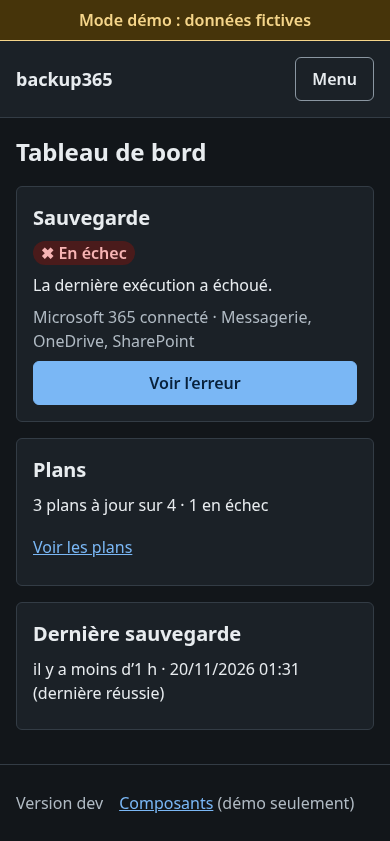 Mode démo : données fictives
backup365
Menu
Tableau de bord
Sauvegarde
✖ En échec
La dernière exécution a échoué.
Microsoft 365 connecté · Messagerie,
OneDrive, SharePoint
Voir l’erreur
Plans
3 plans à jour sur 4 · 1 en échec
Voir les plans
Dernière sauvegarde
il y a moins d’1 h · 20/11/2026 01:31
(dernière réussie)
Version dev Composants (démo seulement)